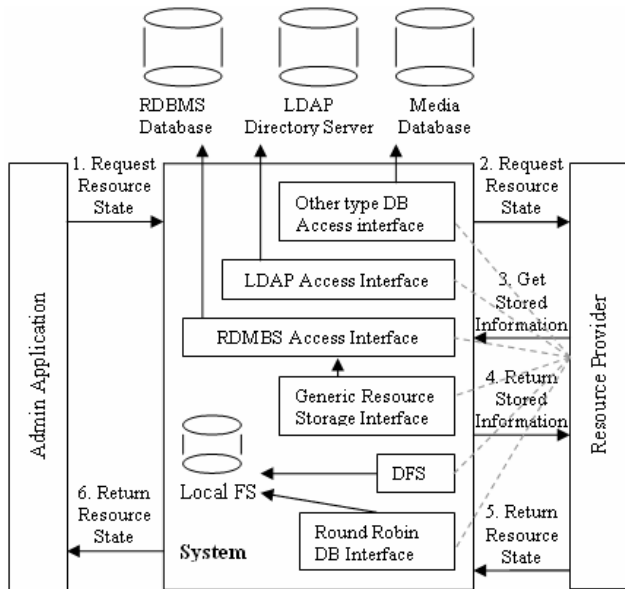 RDBMS
Database
LDAP
Directory Server
Media
Database
1. Request
Resource
State
2. Request
Resource
State
Other type DB
Access interface
LDAP Access Interface
3. Get
Stored
Information
RDMBS Access Interface
Admin Application
Resource Provider
Generic Resource
Storage Interface
4. Return
Stored
Information
DFS
Local FS
6. Return
Resource
State
5. Return
Resource
State
Round Robin
DB Interface
System